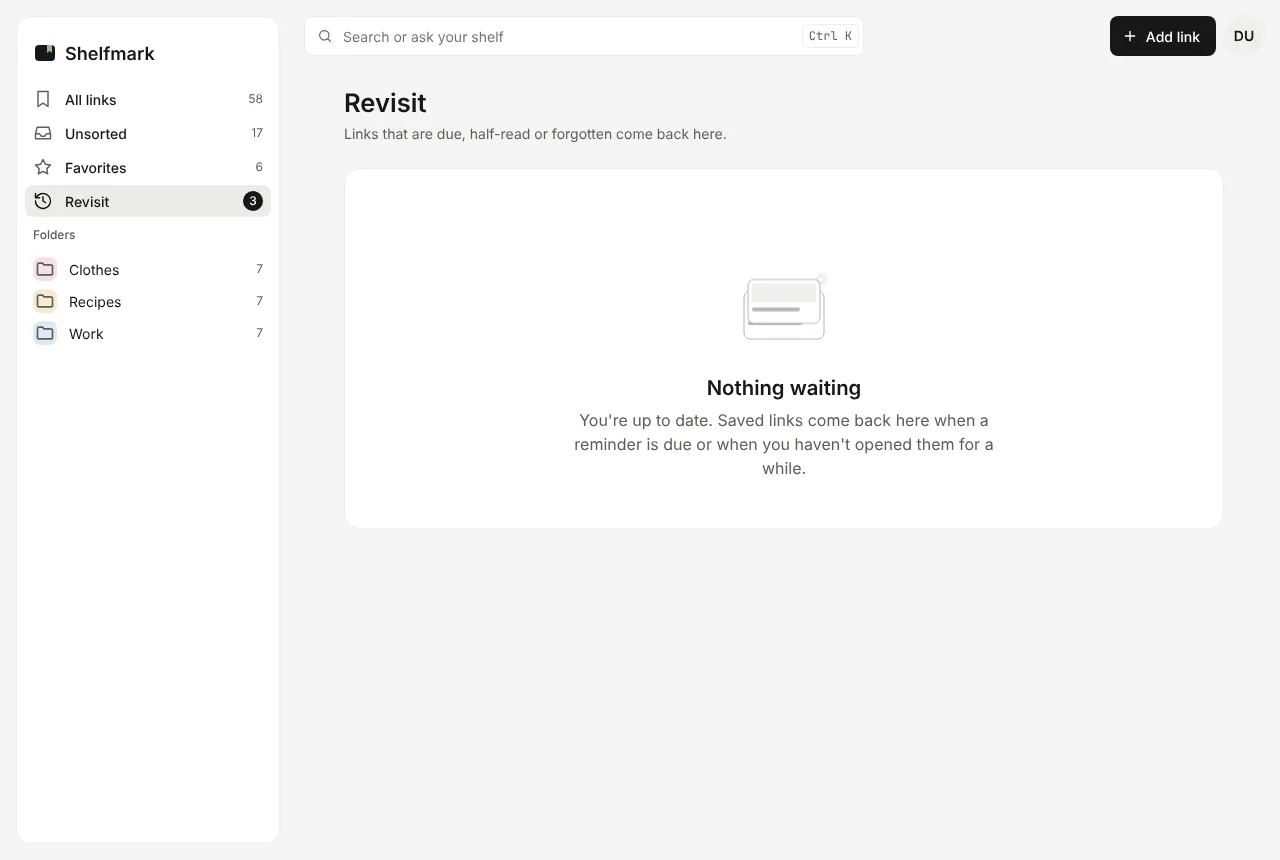 Shelfmark
Search or ask your shelf
Ctrl K
Add link
DU
All links 58
Unsorted 17
Favorites 6
Revisit 3
Folders
Clothes 7
Recipes 7
Work 7
Revisit
Links that are due, half-read or forgotten come back here.
Nothing waiting
You're up to date. Saved links come back here when a
reminder is due or when you haven't opened them for a
while.